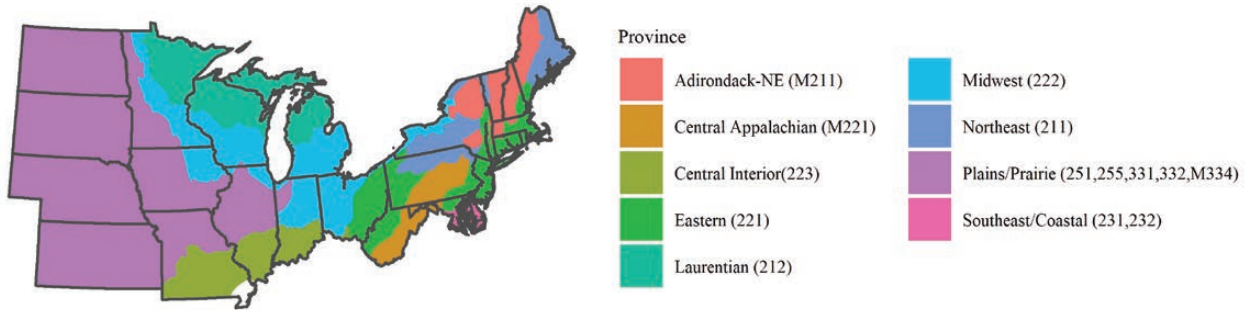 Province
Adirondack-NE (M211)
Central Appalachian (M221)
Central Interior(223)
Eastern (221)
Laurentian (212)
Midwest (222)
Northeast (211)
Plains/Prairie (251,255,331,332,M334)
Southeast/Coastal (231,232)